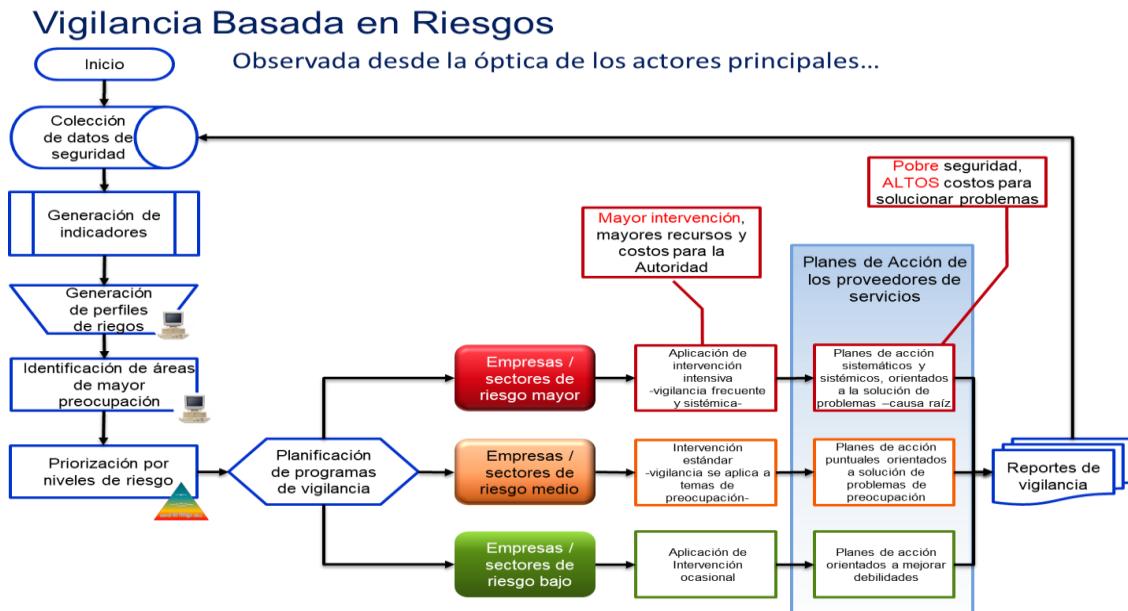 Vigilancia Basada en Riesgos
Observada desde la óptica de los actores principales...
Inicio
Colección
de datos de
seguridad
Generación de
indicadores
Generación
de perfiles
de riegos
Identificación de áreas
de mayor
preocupación
Priorización por
niveles de riesgo
Planificación
de programas
de vigilancia
Empresas /
sectores de
riesgo mayor
Empresas /
sectores de
riesgo medio
Empresas /
sectores de
riesgo bajo
Mayor intervención,
mayores recursos y
costos para la
Autoridad
Aplicación de
intervención
intensiva
-vigilancia frecuente
y sistémica-
Intervención
estándar
-vigilancia se aplica a
temas de
preocupación-
Aplicación de
Intervención
ocasional
Pobre seguridad,
ALTOS costos para
solucionar problemas
Planes de Acción de
los proveedores de
servicios
Planes de acción
sistemáticos y
sistémicos, orientados
a la solución de
problemas –causa raíz
Planes de acción
puntuales orientados
a solución de
problemas de
preocupación
Planes de acción
orientados a mejorar
debilidades
Reportes de
vigilancia